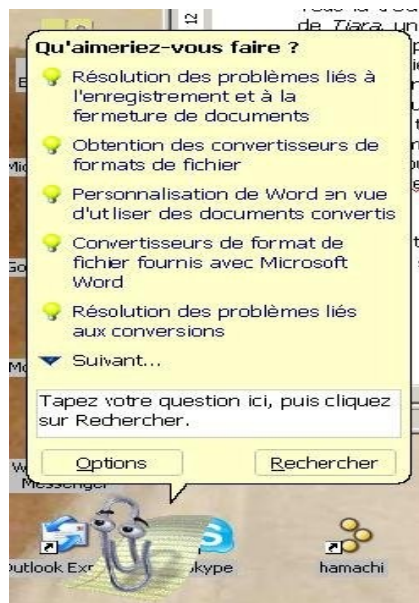 12
de Tiara, un
Qu'aimeriez-vous faire ?
Résolution des problèmes liés à
l'enregistrement et à la
fermeture de documents
Obtention des convertisseurs de
formats de fichier
Personnalisation de Word en vue
d'utiliser des documents convertis
Convertisseurs de format de
fichier fournis avec Microsoft
Word
Résolution des problèmes liés
aux conversions
Suivant...
Tapez votre question ici, puis cliquez
sur Rechercher.
Options
Rechercher
Messenger
utlook Ex
kype
hamachi